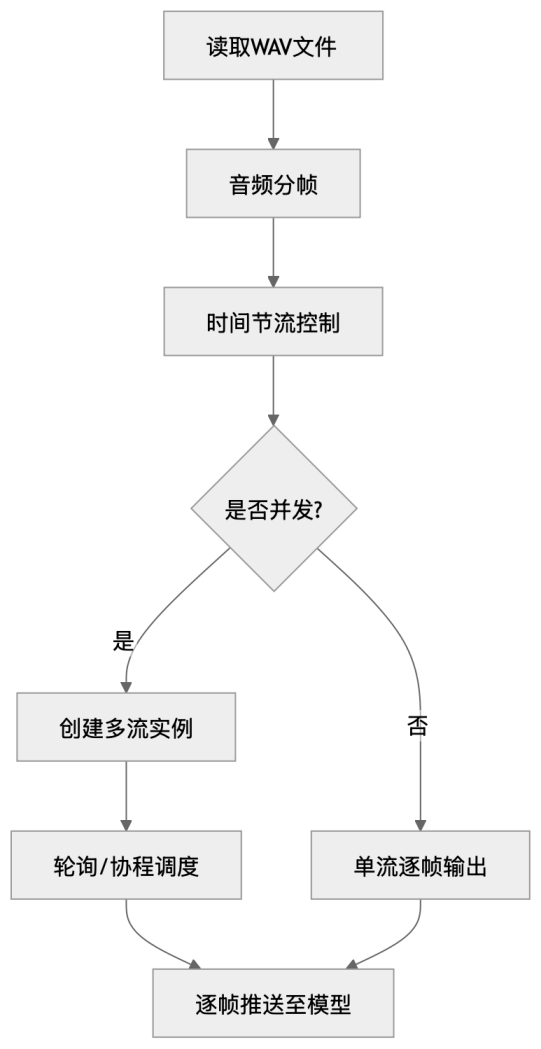 读取WAV文件
音频分帧
时间节流控制
是否并发?
是
创建多流实例
否
轮询/协程调度
单流逐帧输出
逐帧推送至模型